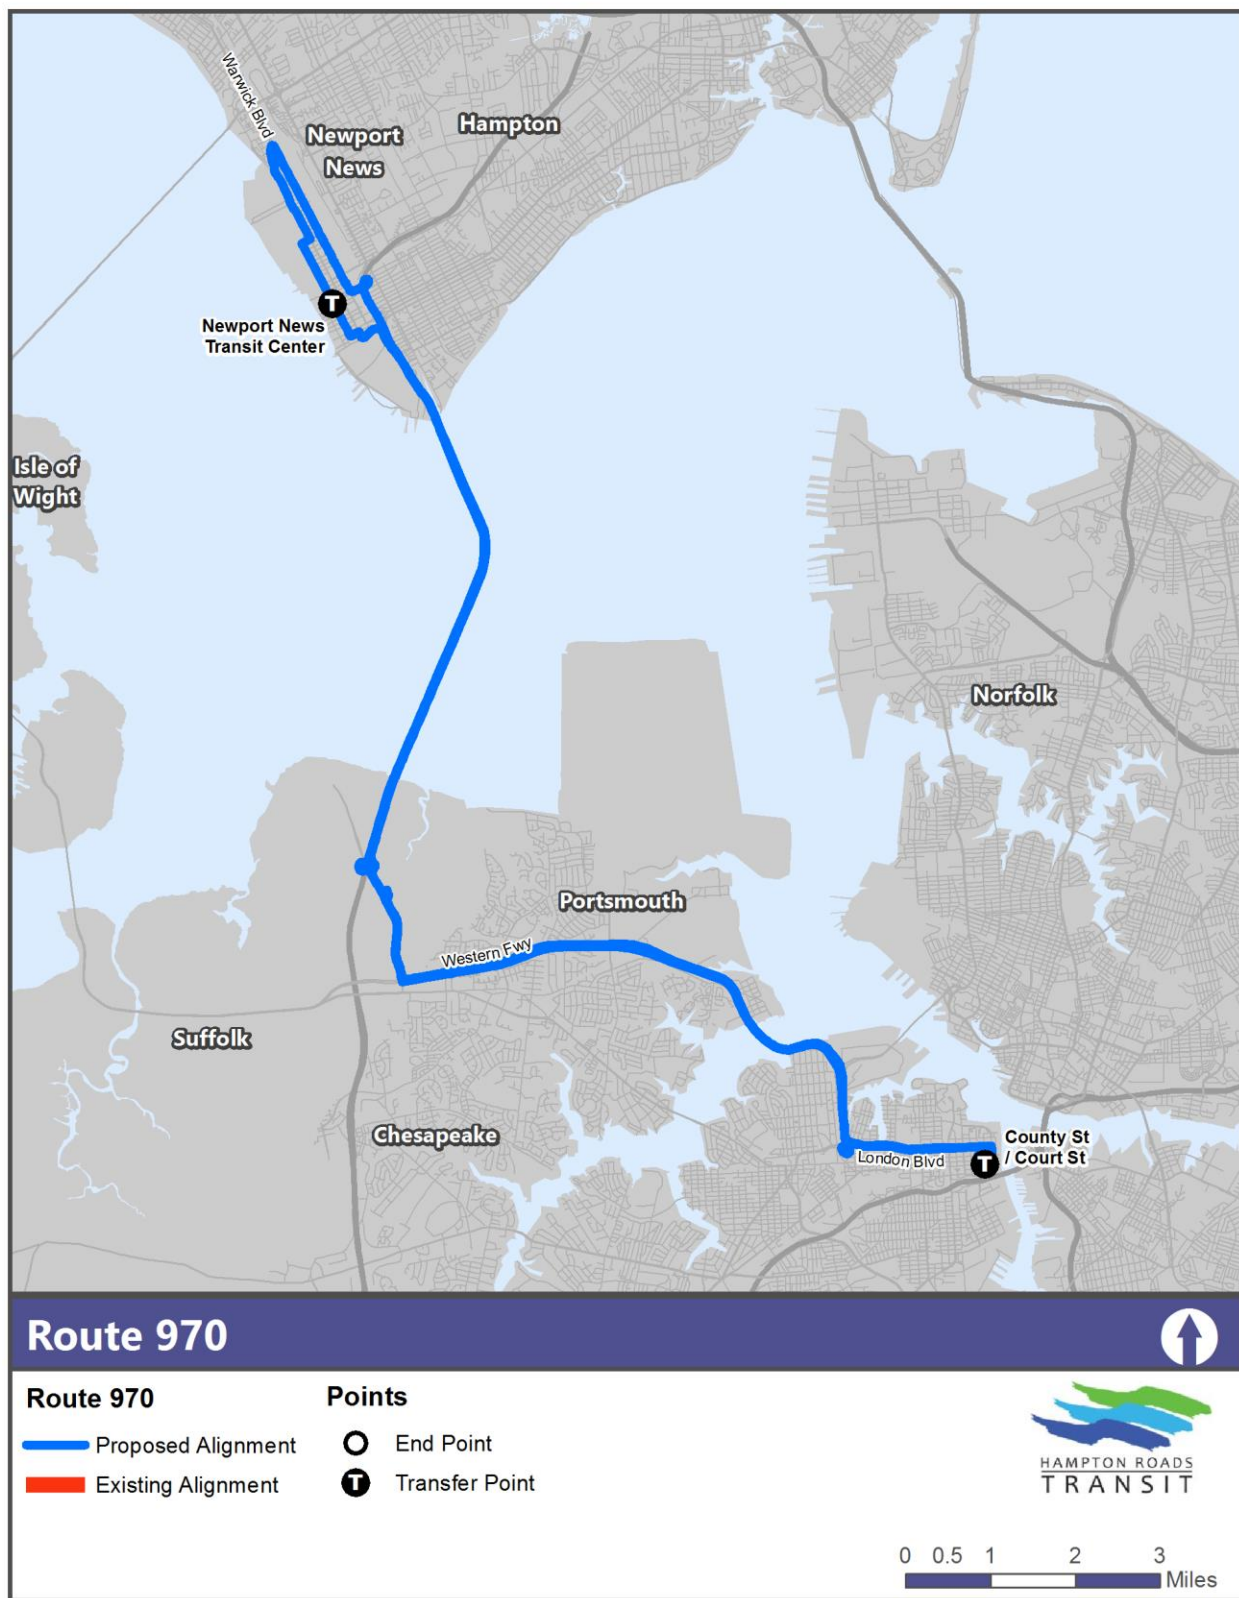 Warwick Blvd
Newport
News
Hampton
T
Newport News
Transit Center
Isle of
Wight
Norfolk
Portsmouth
Western Fwy
Suffolk
Chesapeake
County St
/ Court St
London Blvd
T
Route 970
Route 970
Points
Proposed Alignment
End Point
Existing Alignment
T Transfer Point
HAMPTON ROADS
TRANSIT
0 0.5 1 2 3
Miles